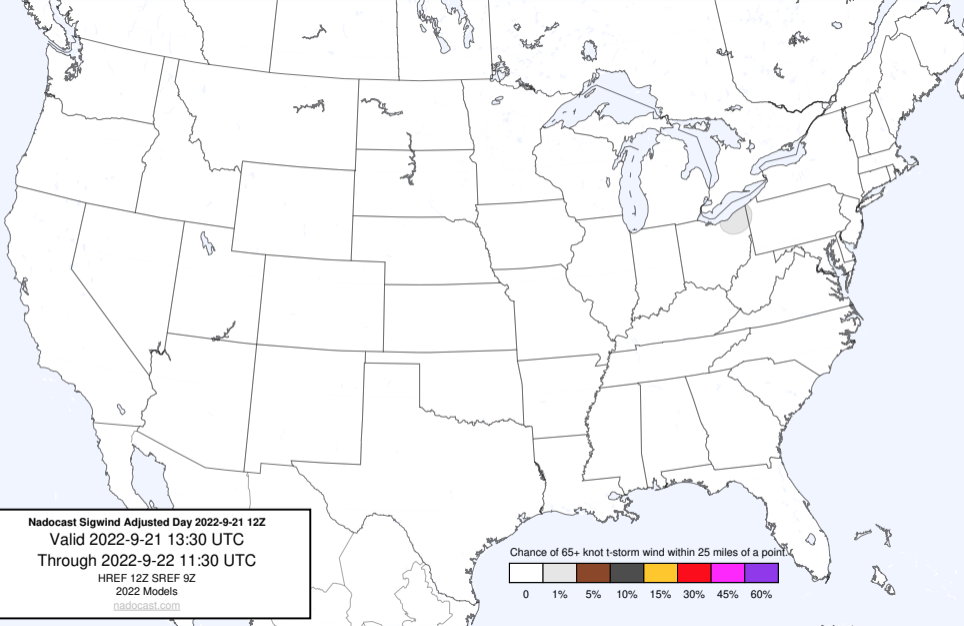 Nadocast Sigwind Adjusted Day 2022-9-21 12Z
Valid 2022-9-21 13:30 UTC
Through 2022-9-22 11:30 UTC
HREF 12Z SREF 9Z
2022 Models
nadocast.com
Chance of 65+ knot t-storm wind within 25 miles of a point.
0 1% 5% 10% 15% 30% 45% 60%